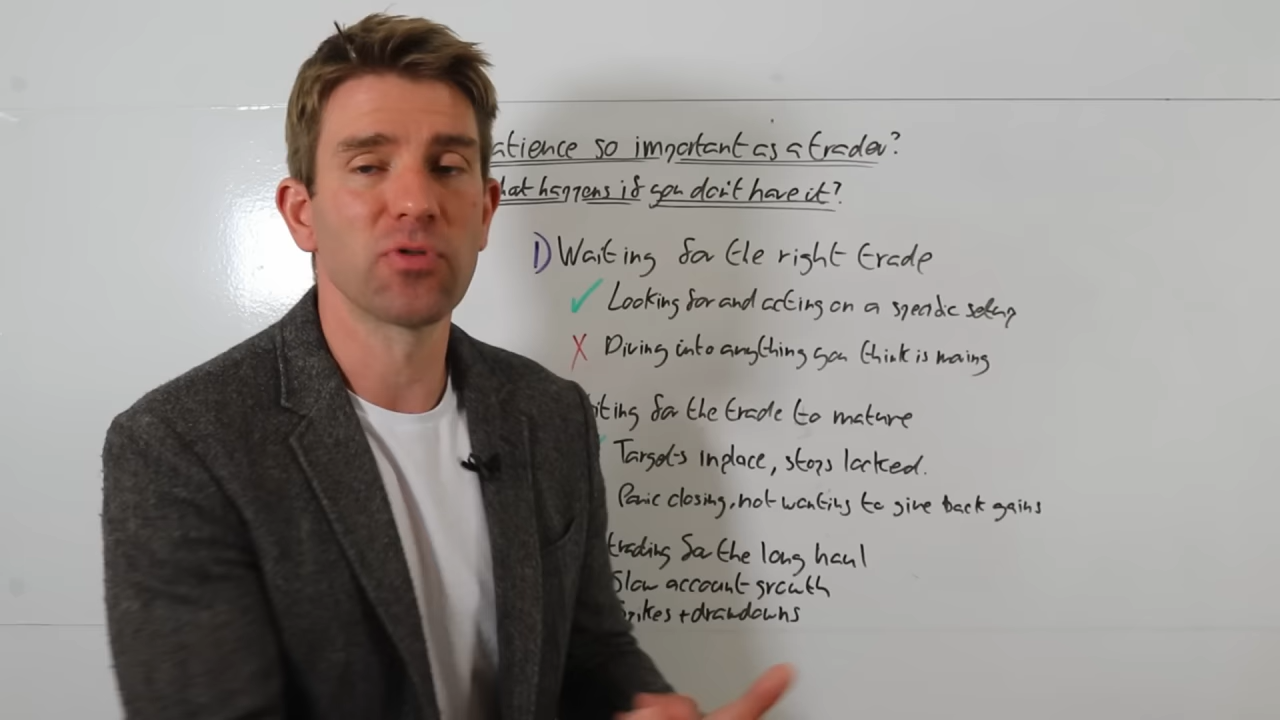 atience so important as a trader?
hat happens if you don't have it?
1) Waiting for the right trade
✓ Looking for and acting on a specific setup
X Diving into anything you think is moving
iting for the trade to mature
Targets in place, stops locked.
Panic closing, not wanting to give back gains
trading for the long haul
Slow account growth
pikes + drawdowns